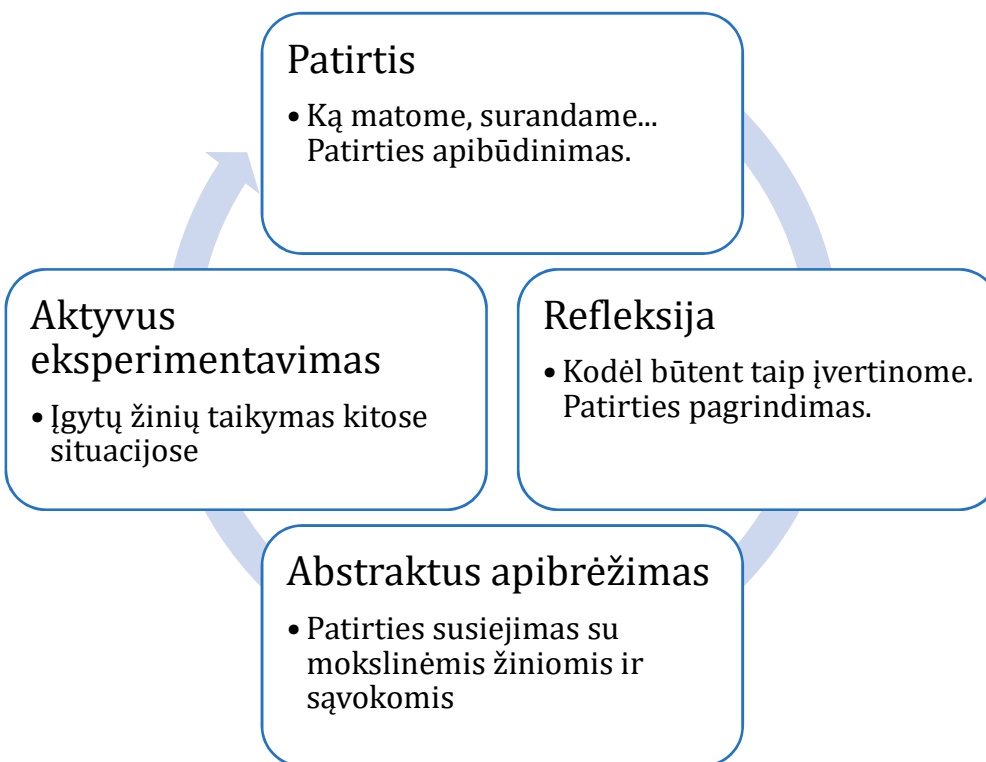 Patirtis
• Ką matome, surandame...
Patirties apibūdinimas.
Refleksija
• Kodėl būtent taip įvertinome.
Patirties pagrindimas.
Abstraktus apibrėžimas
• Patirties susiejimas su
mokslinėmis žiniomis ir
sąvokomis
Aktyvus
eksperimentavimas
• Įgytų žinių taikymas kitose
situacijose